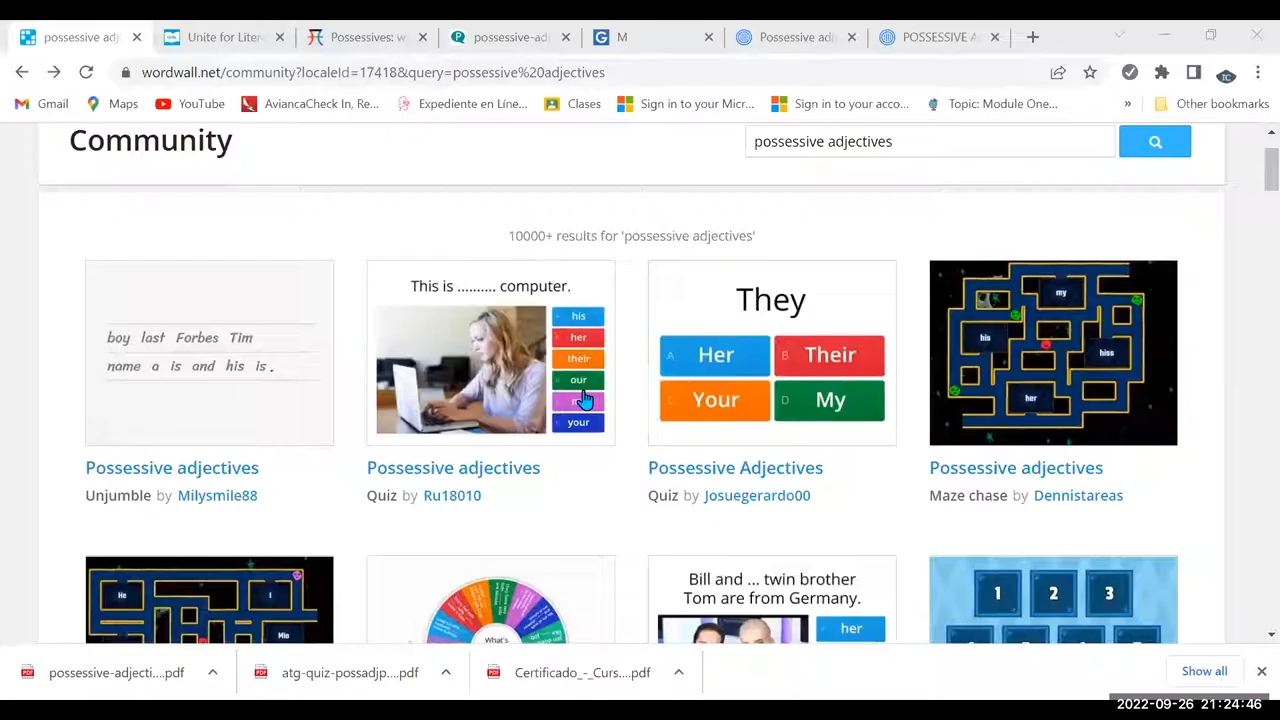 possessive adj
Unite for Liter
Possessives: w
possessive-ad
M
Possessive adj
POSSESSIVE A
wordwall.net/community?localeId=17418&query=possessive%20adjectives
Gmail
Maps
YouTube
AviancaCheck In, Re...
Expediente en Líne...
Clases
Sign in to your Micr...
Sign in to your acco...
Topic: Module One...
»
Other bookmarks
Community
possessive adjectives
10000+ results for 'possessive adjectives'
boy last Forbes Tim
name a is and his is.
This is .......... computer.
his
her
their
our
your
They
A Her
B Their
C Your
D My
my
his
hiss
her
Possessive adjectives
Unjumble by Milysmile88
Possessive adjectives
Quiz by Ru18010
Possessive Adjectives
Quiz by Josuegerardo00
Possessive adjectives
Maze chase by Dennistareas
He
I
Mio
What's
Bill and ... twin brother
Tom are from Germany.
her
1 2 3
possessive-adjecti....pdf
atg-quiz-possadjp....pdf
Certificado_-_Curs....pdf
Show all
2022-09-26 21:24:46